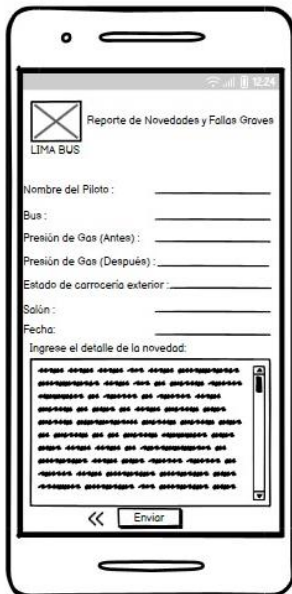 12:24
Reporte de Novedades y Fallas Graves
LIMA BUS
Nombre del Piloto :
Bus :
Presión de Gas (Antes) :
Presión de Gas (Después) :
Estado de carrocería exterior :
Salón :
Fecha:
Ingrese el detalle de la novedad:
<< Enviar